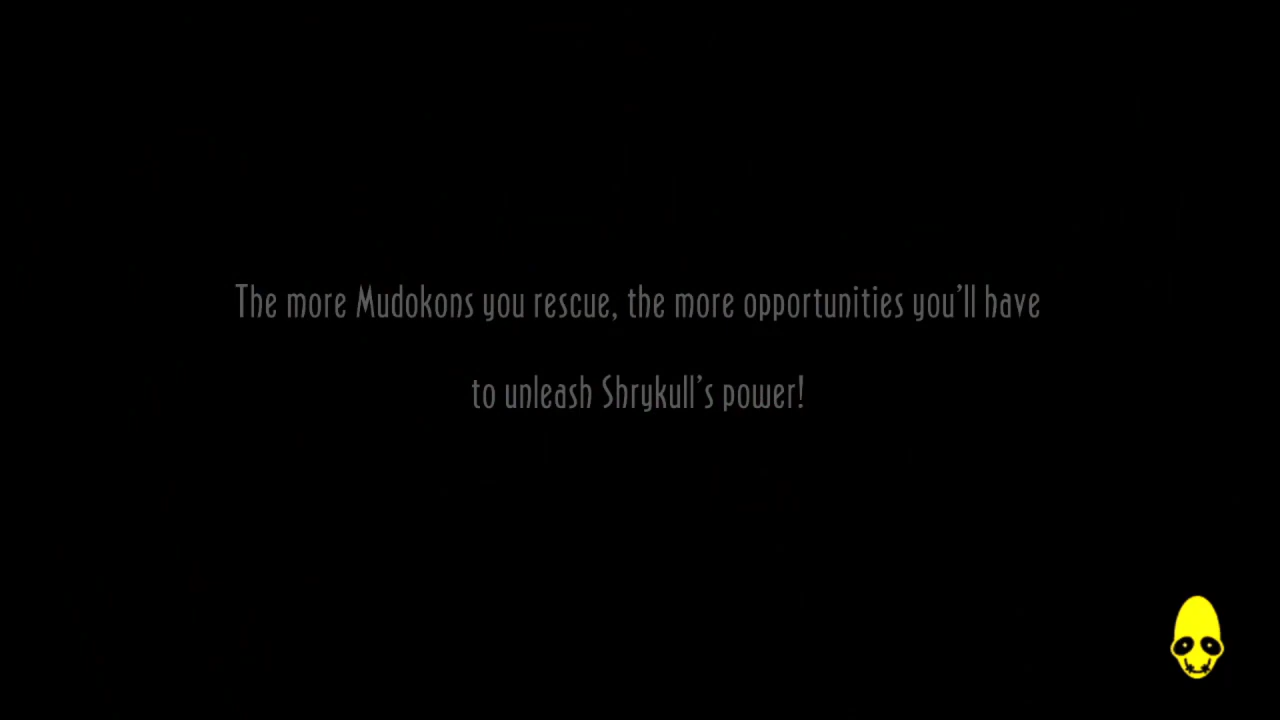 The more Mudokons you rescue, the more opportunities you’ll have
to unleash Shrykull’s power!